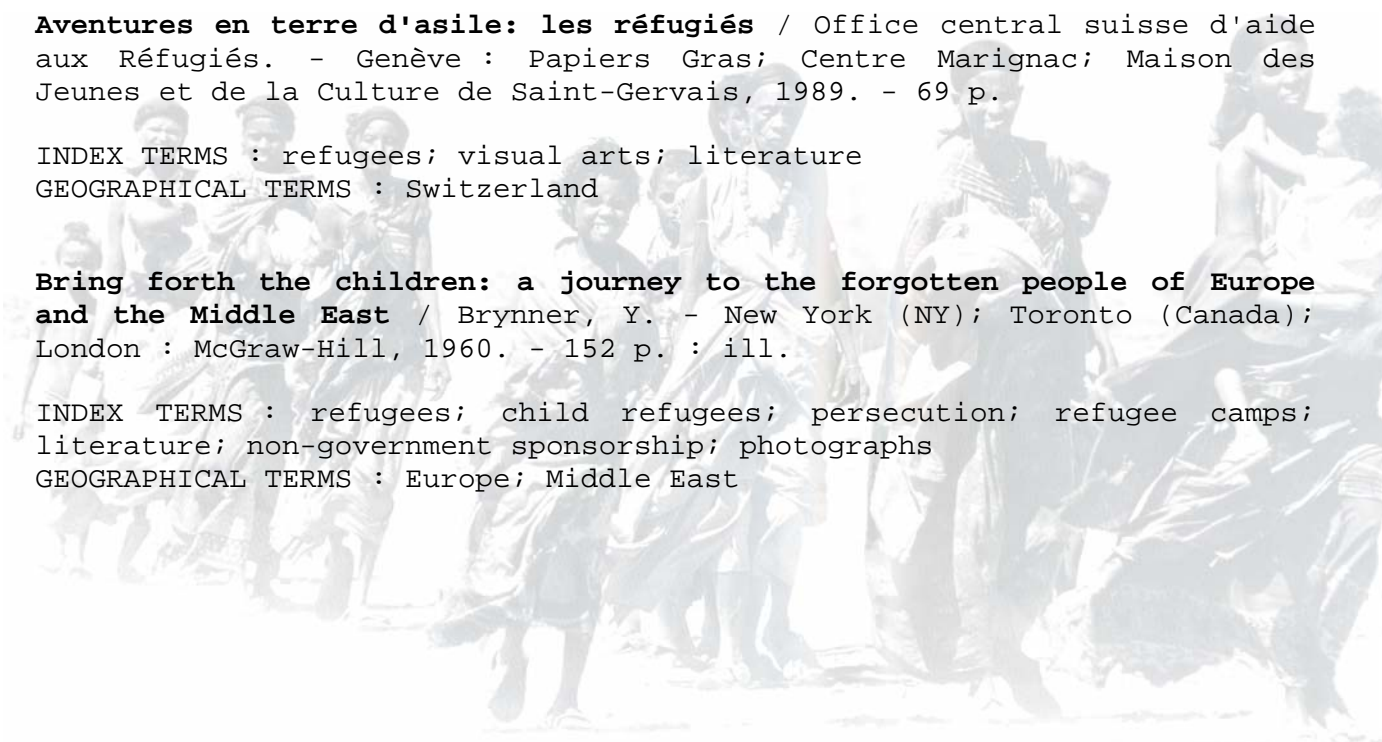 Aventures en terre d'asile: les réfugiés / Office central suisse d'aide
aux Réfugiés. - Genève : Papiers Gras; Centre Marignac; Maison des
Jeunes et de la Culture de Saint-Gervais, 1989. - 69 p.
INDEX TERMS : refugees; visual arts; literature
GEOGRAPHICAL TERMS : Switzerland
Bring forth the children: a journey to the forgotten people of Europe
and the Middle East / Brynner, Y. - New York (NY); Toronto (Canada);
London : McGraw-Hill, 1960. - 152 p. : ill.
INDEX TERMS : refugees; child refugees; persecution; refugee camps;
literature; non-government sponsorship; photographs
GEOGRAPHICAL TERMS : Europe; Middle East